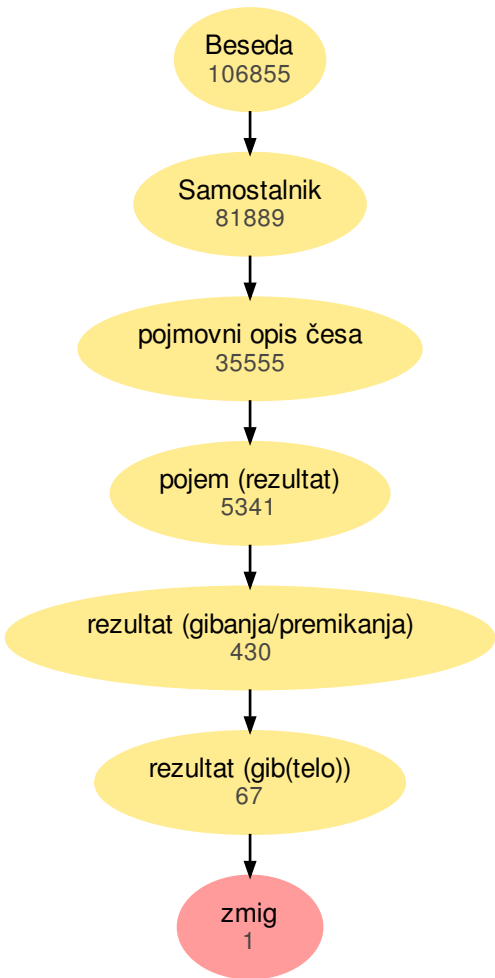 Beseda
106855
Samostalnik
81889
pojmovni opis česa
35555
pojem (rezultat)
5341
rezultat (gibanja/premikanja)
430
rezultat (gib(telo))
67
zmig
1